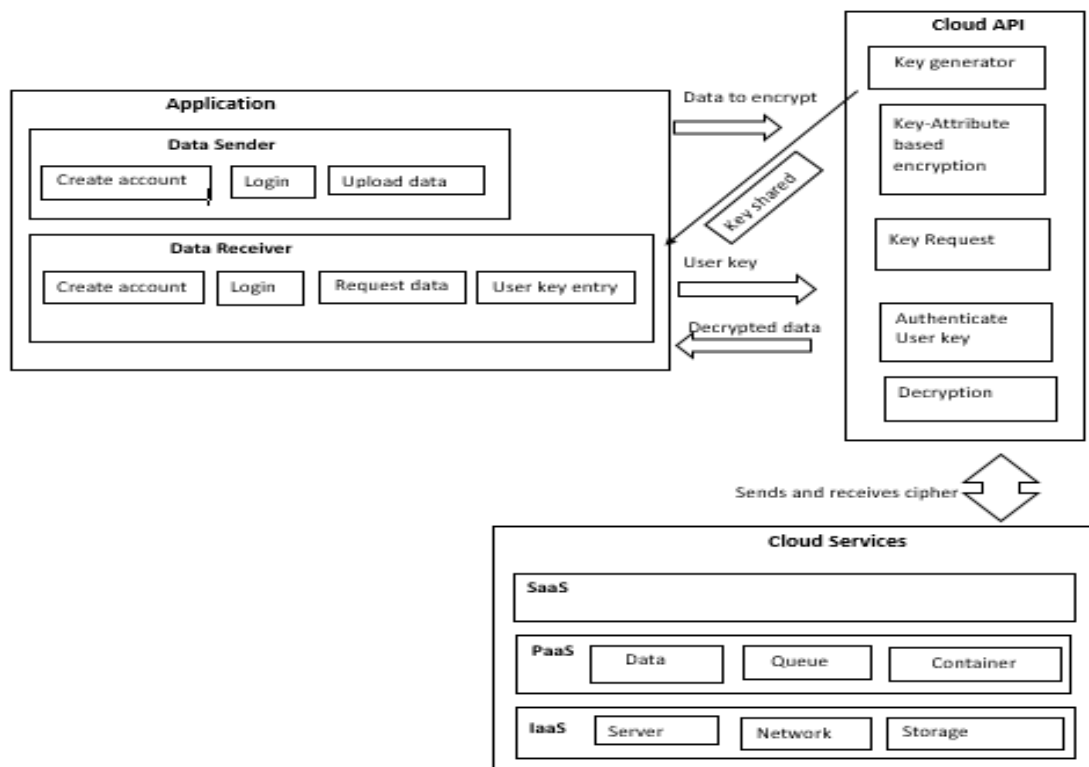 Cloud API
Key generator
Key-Attribute
based
encryption
Key Request
Authenticate
User key
Decryption
Application
Data Sender
Create account
Login
Upload data
Data Receiver
Create account
Login
Request data
User key entry
Data to encrypt
Key shared
User key
Decrypted data
Sends and receives cipher
Cloud Services
SaaS
PaaS
Data
Queue
Container
IaaS
Server
Network
Storage